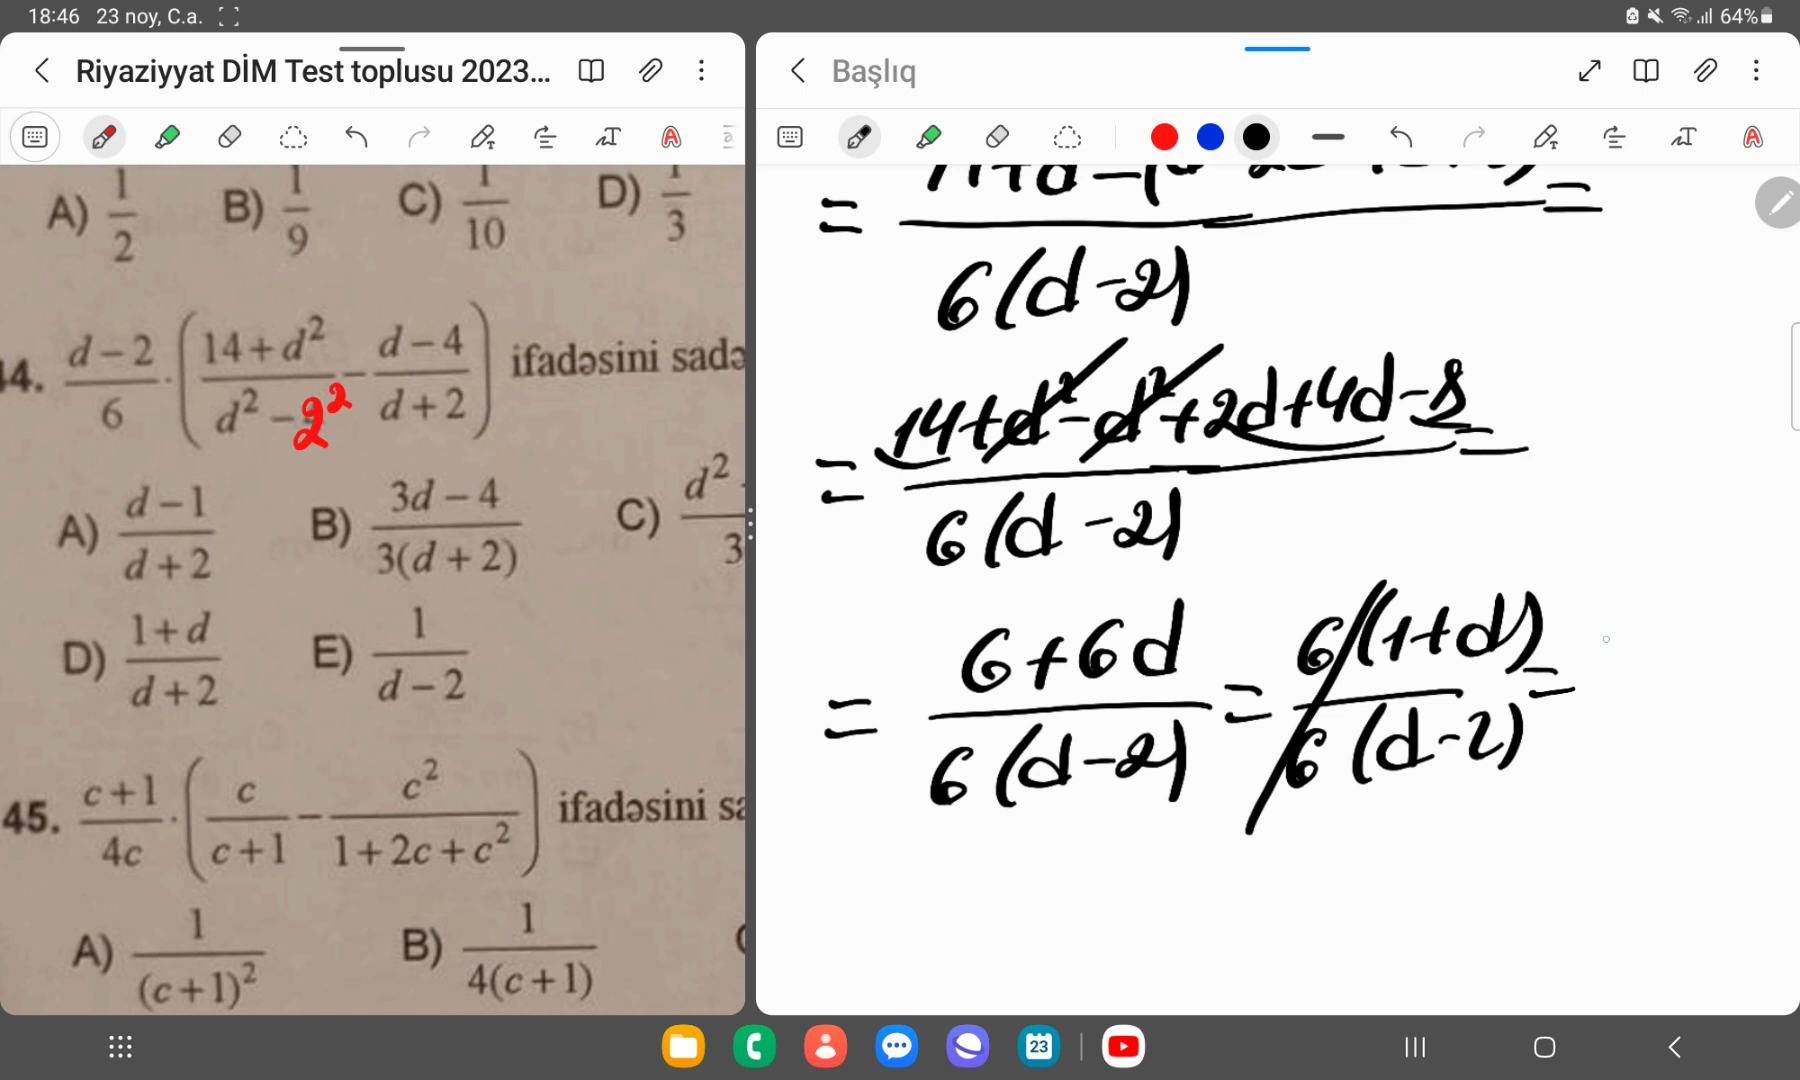 18:46 23 noy, C.a. 64%
Riyaziyyat DİM Test toplusu 2023...
A) 1/2 B) 1/9 C) 1/10 D) 1/3
44. (d-2)/6 · ((14+d²)/(d²-2²) - (d-4)/(d+2)) ifadəsini sadə
A) (d-1)/(d+2) B) (3d-4)/(3(d+2)) C) d²/3
D) (1+d)/(d+2) E) 1/(d-2)
45. (c+1)/4c · (c/(c+1) - c²/(1+2c+c²)) ifadəsini sa
A) 1/(c+1)² B) 1/(4(c+1))
Başlıq
= /6(d-2) =
= (14+d²-d²+2d+4d-8)/(6(d-2)) =
= (6+6d)/(6(d-2)) = 6(1+d)/(6(d-2)) =
23